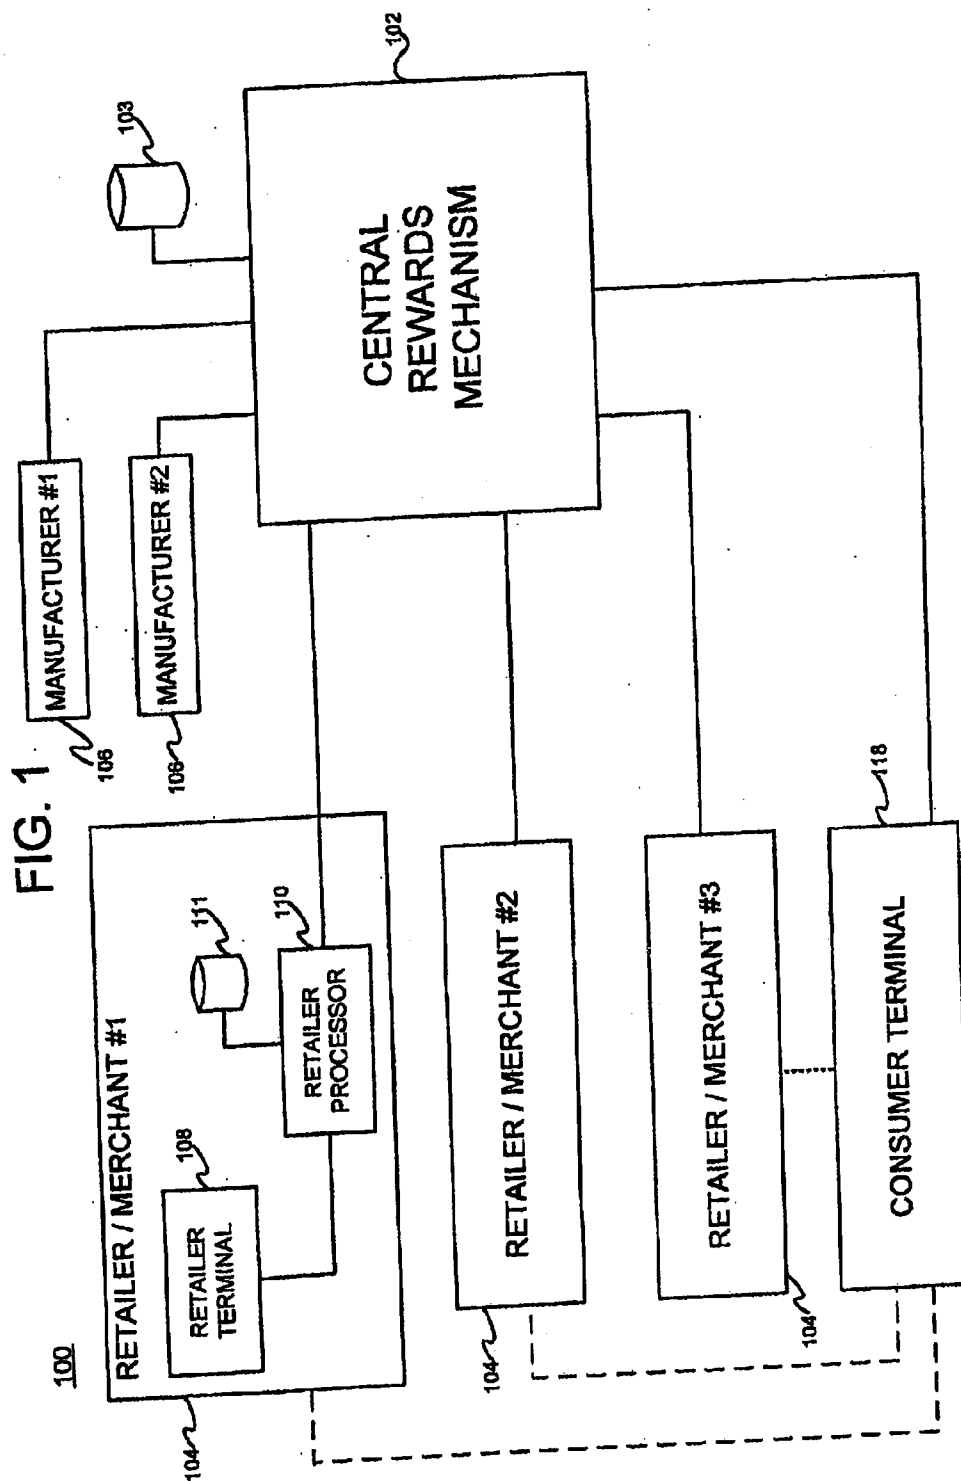 FIG. 1
100
RETAILER / MERCHANT #1
104
RETAILER
TERMINAL
108
111
RETAILER
PROCESSOR
110
MANUFACTURER #1
106
MANUFACTURER #2
106
103
CENTRAL
REWARDS
MECHANISM
102
RETAILER / MERCHANT #2
104
RETAILER / MERCHANT #3
104
CONSUMER TERMINAL
118